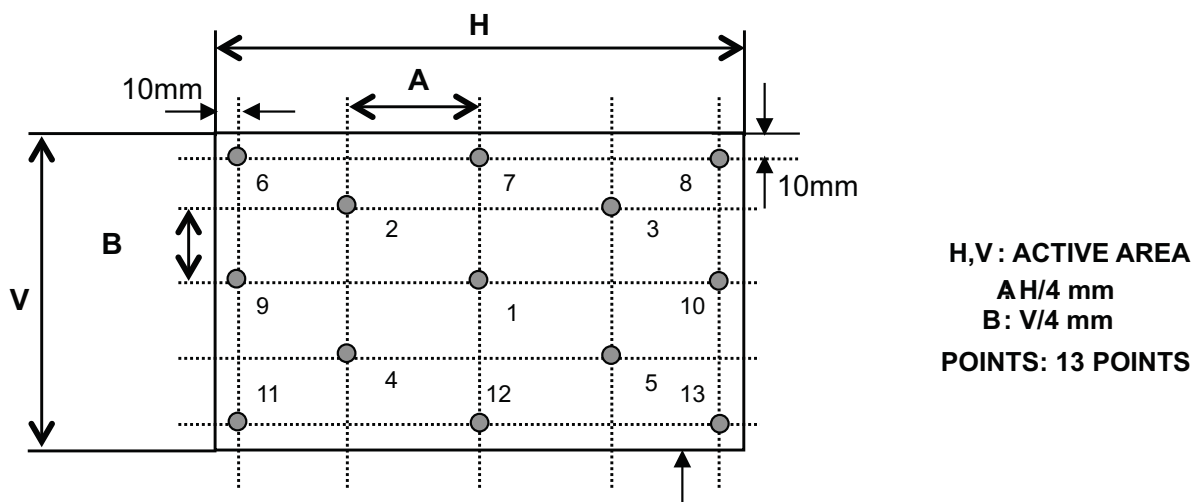 H
10mm
A
6
7
8
10mm
2
3
B
H,V : ACTIVE AREA
V
9
1
10
A: H/4 mm
B : V/4 mm
POINTS: 13 POINTS
4
5
11
12
13